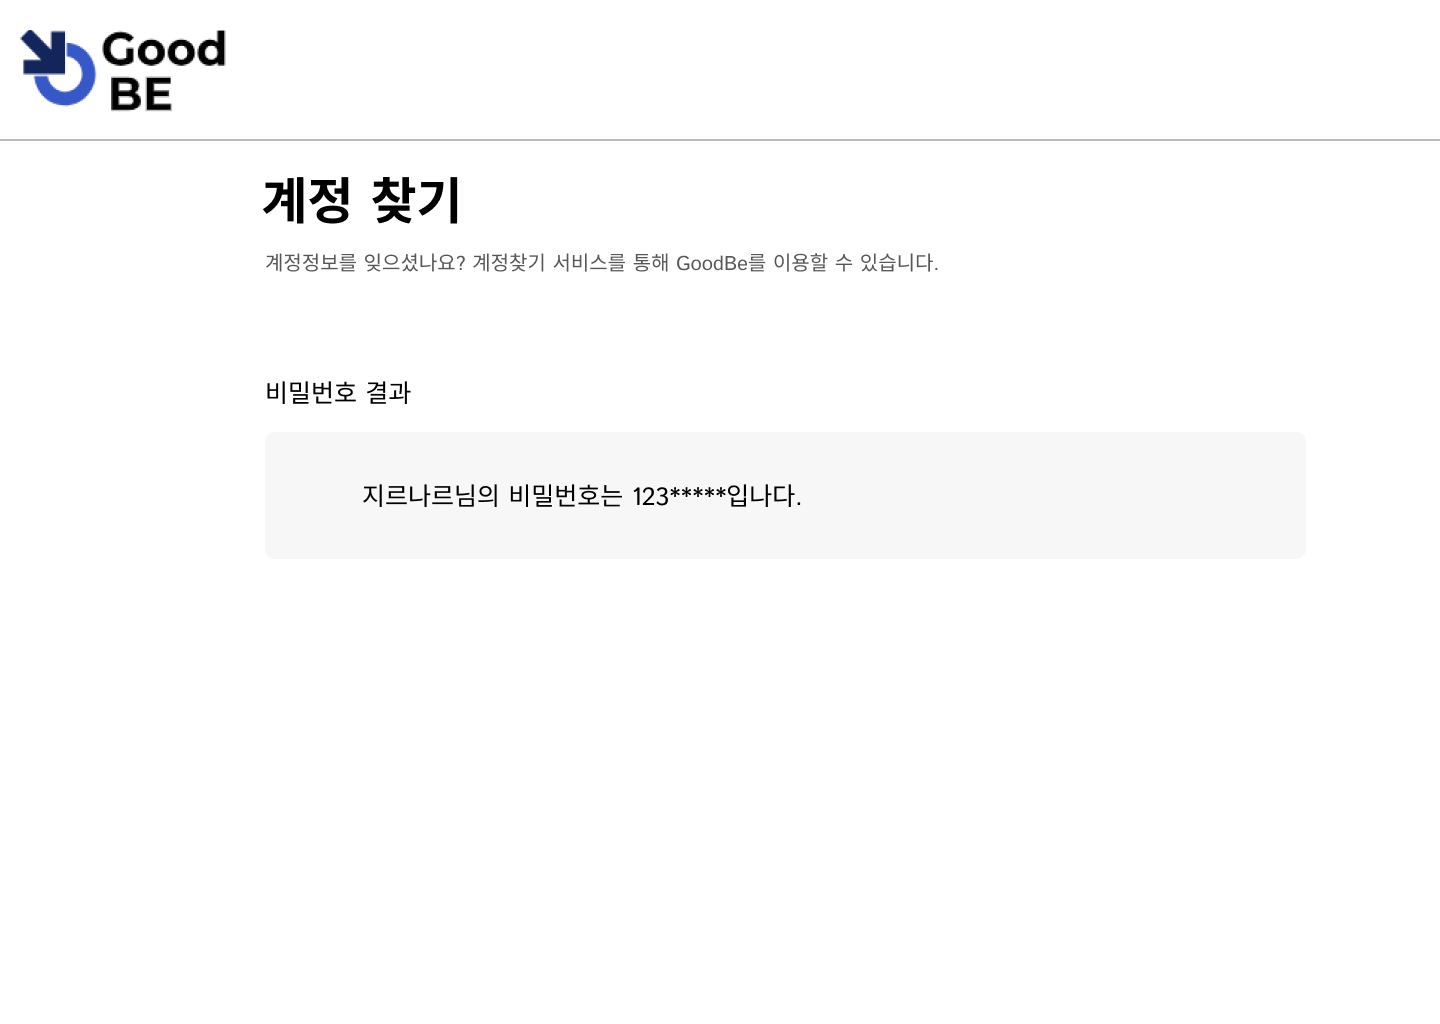 Good
BE
계정 찾기
계정정보를 잊으셨나요? 계정찾기 서비스를 통해 GoodBe를 이용할 수 있습니다.
비밀번호 결과
지르나르님의 비밀번호는 123*****입나다.